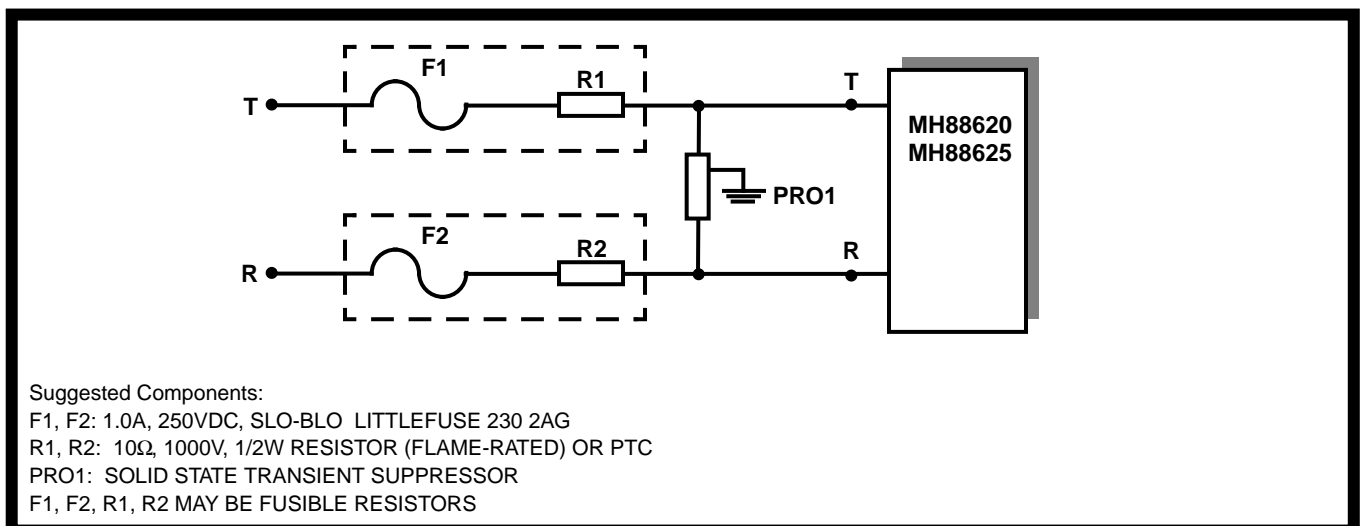 F1
R1
T
T
MH88620
MH88625
PRO1
F2
R2
R
R
Suggested Components:
F1, F2: 1.0A, 250VDC, SLO-BLO LITTLEFUSE 230 2AG
R1, R2: 10Ω, 1000V, 1/2W RESISTOR (FLAME-RATED) OR PTC
PRO1: SOLID STATE TRANSIENT SUPPRESSOR
F1, F2, R1, R2 MAY BE FUSIBLE RESISTORS